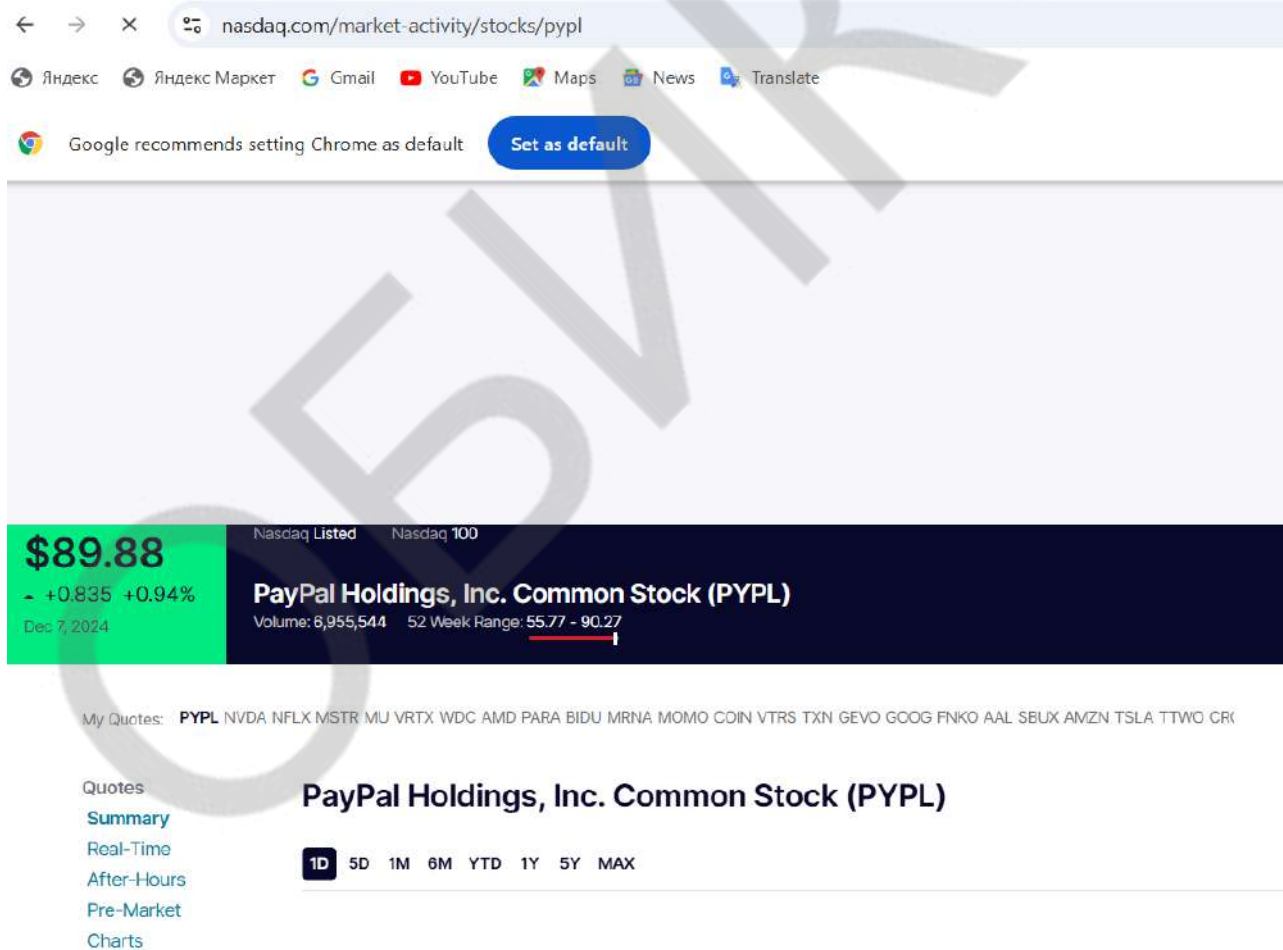 nasdaq.com/market-activity/stocks/pypl
Яндекс Яндекс Маркет Gmail YouTube Maps News Translate
Google recommends setting Chrome as default Set as default
ОБИК
$89.88
+0.835 +0.94%
Dec 7, 2024
Nasdaq Listed Nasdaq 100
PayPal Holdings, Inc. Common Stock (PYPL)
Volume: 6,955,544 52 Week Range: 55.77 - 90.27
My Quotes: PYPL NVDA NFLX MSTR MU VRTX WDC AMD PARA BIDU MRNA MOMO COIN VTRS TXN GEVO GOOG FNKO AAL SBUX AMZN TSLA TTWO
Quotes
Summary
Real-Time
After-Hours
Pre-Market
Charts
PayPal Holdings, Inc. Common Stock (PYPL)
1D 5D 1M 6M YTD 1Y 5Y MAX